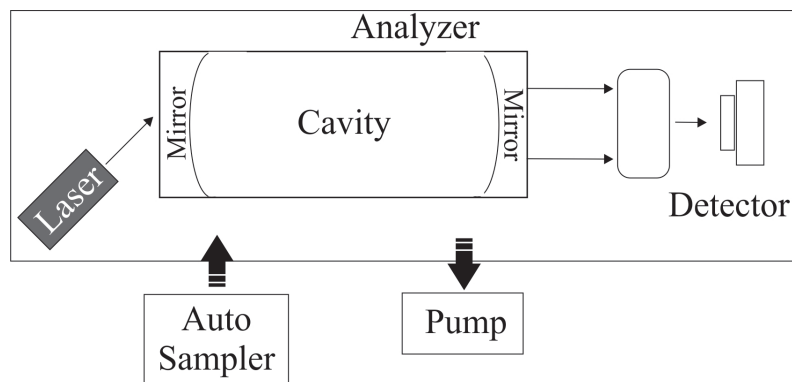 Analyzer
Mirror
Cavity
Mirror
Laser
Detector
Auto
Sampler
Pump